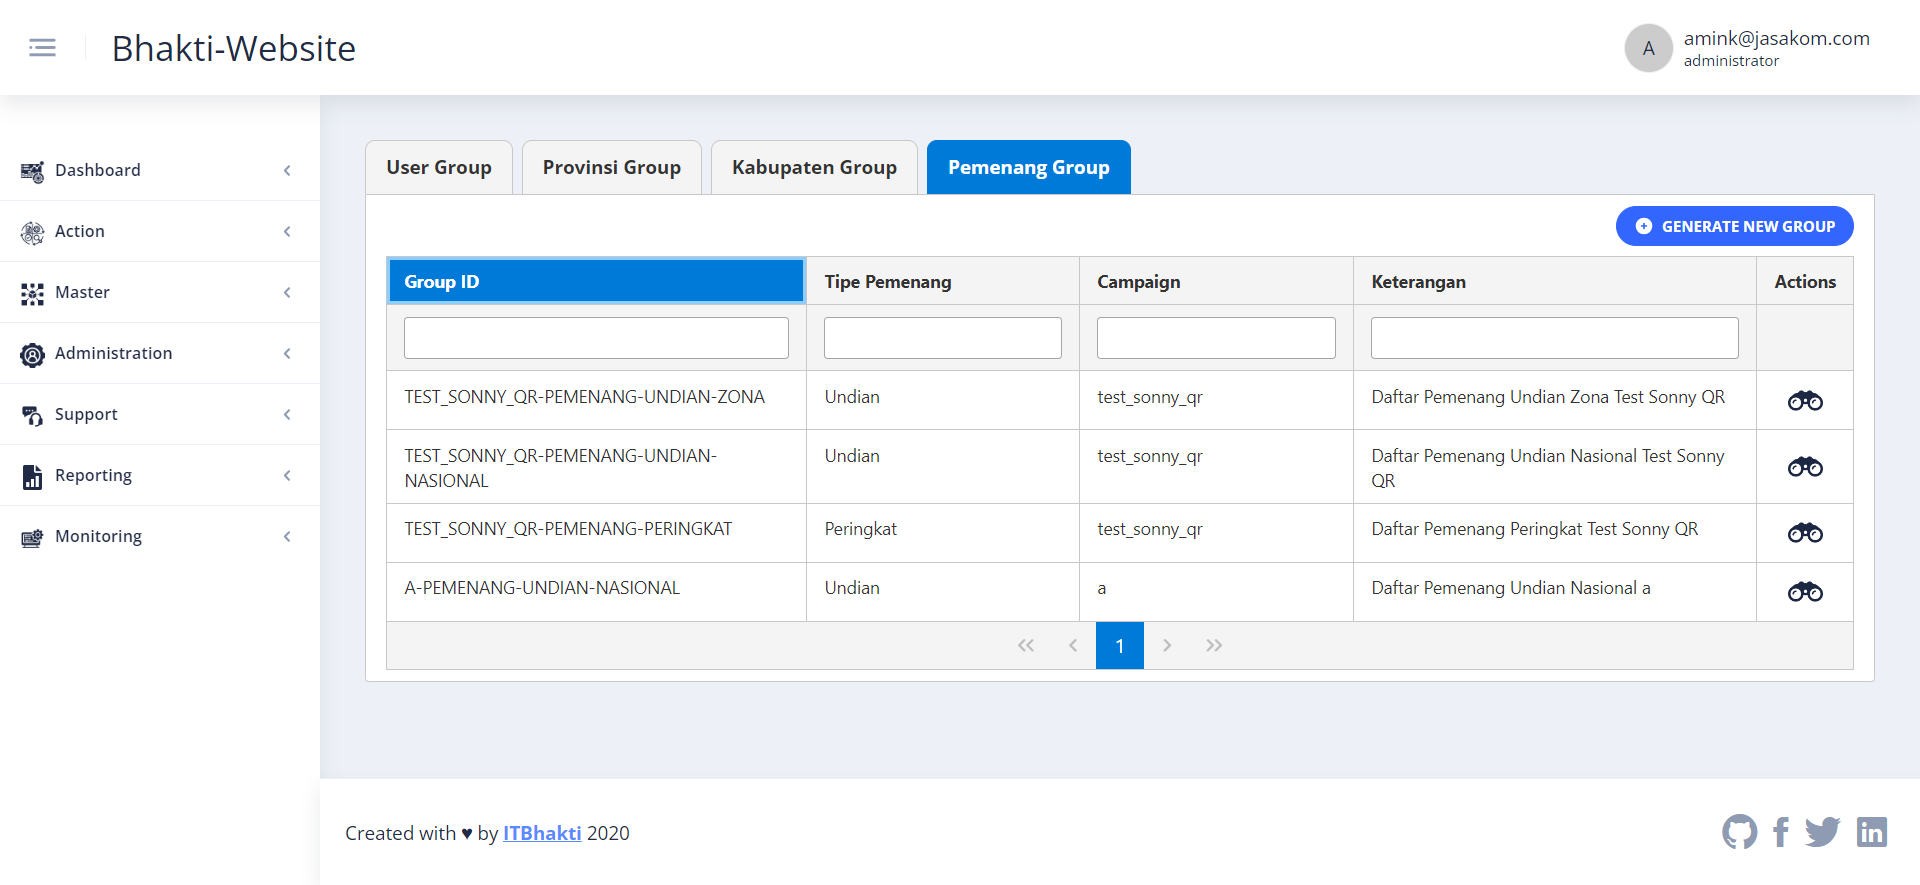 Bhakti-Website
A
amink@jasakom.com
administrator
Dashboard
Action
Master
Administration
Support
Reporting
Monitoring
User Group
Provinsi Group
Kabupaten Group
Pemenang Group
GENERATE NEW GROUP
Group ID Tipe Pemenang Campaign Keterangan Actions
TEST_SONNY_QR-PEMENANG-UNDIAN-ZONA Undian test_sonny_qr Daftar Pemenang Undian Zona Test Sonny QR
TEST_SONNY_QR-PEMENANG-UNDIAN- Undian test_sonny_qr Daftar Pemenang Undian Nasional Test Sonny
NASIONAL QR
TEST_SONNY_QR-PEMENANG-PERINGKAT Peringkat test_sonny_qr Daftar Pemenang Peringkat Test Sonny QR
A-PEMENANG-UNDIAN-NASIONAL Undian a Daftar Pemenang Undian Nasional a
1
Created with ♥ by ITBhakti 2020